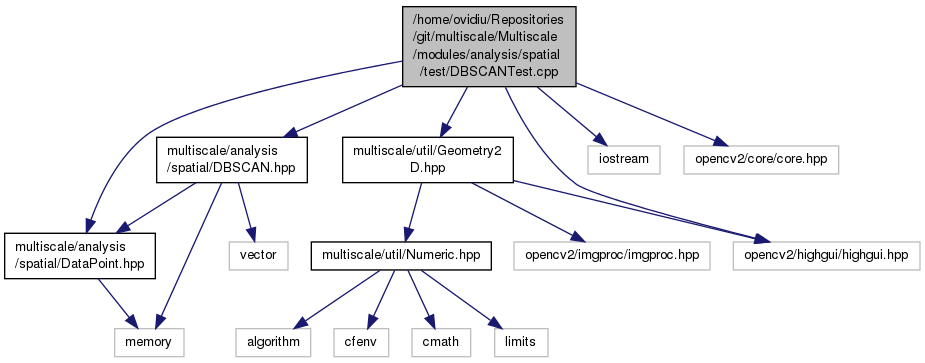 /home/ovidiu/Repositories
/git/multiscale/Multiscale
/modules/analysis/spatial
/test/DBSCANTest.cpp
multiscale/analysis
/spatial/DBSCAN.hpp
multiscale/util/Geometry2
D.hpp
iostream
opencv2/core/core.hpp
multiscale/analysis
/spatial/DataPoint.hpp
vector
multiscale/util/Numeric.hpp
opencv2/imgproc/imgproc.hpp
opencv2/highgui/highgui.hpp
memory
algorithm
cfenv
cmath
limits